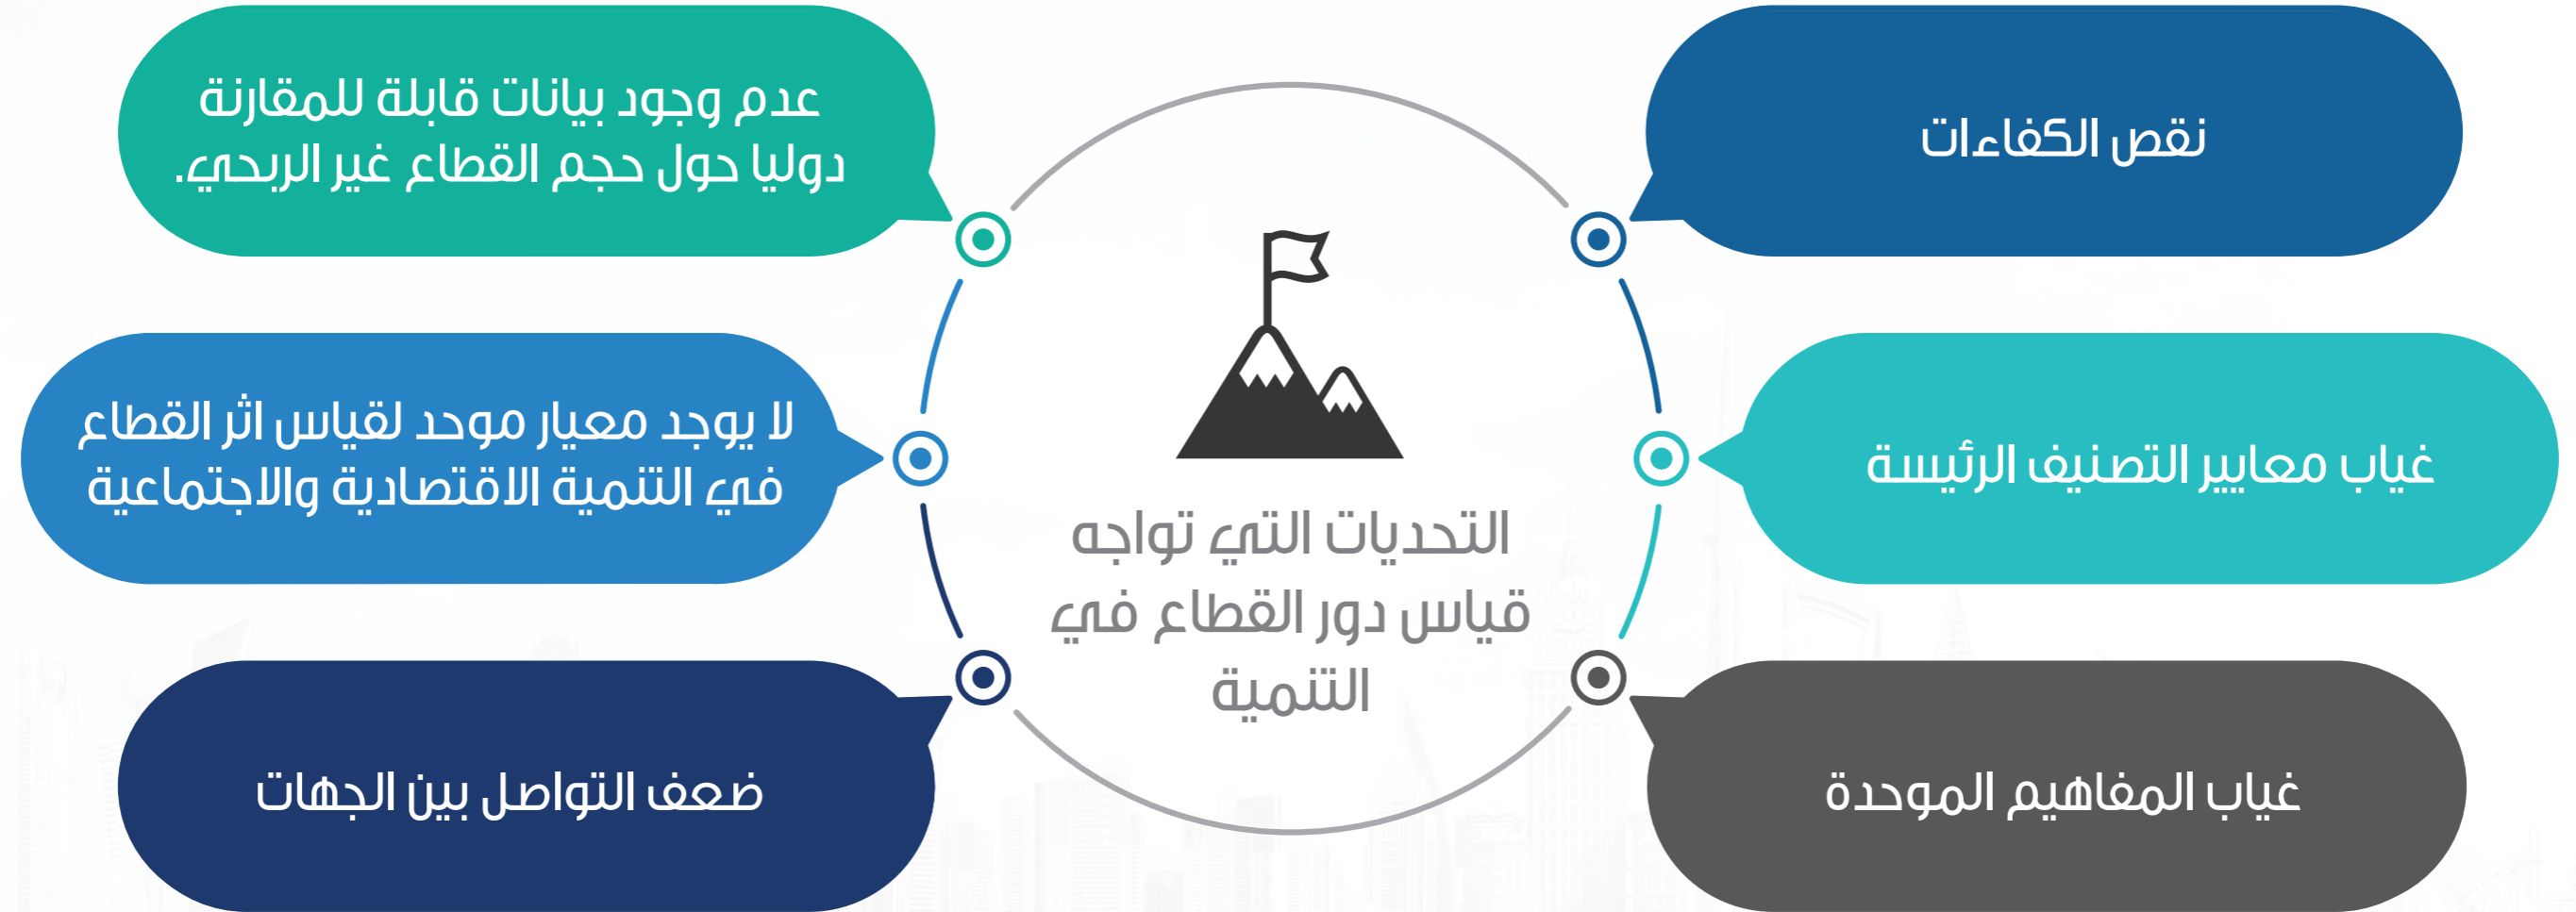 التحديات التي تواجه
قياس دور القطاع في
التنمية
نقص الكفاءات
غياب معايير التصنيف الرئيسة
غياب المفاهيم الموحدة
عدم وجود بيانات قابلة للمقارنة
دوليا حول حجم القطاع غير الربحي.
لا يوجد معيار موحد لقياس اثر القطاع
في التنمية الاقتصادية والاجتماعية
ضعف التواصل بين الجهات